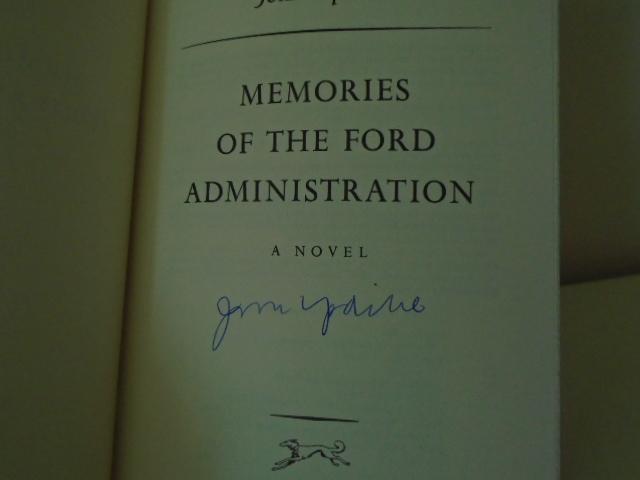 MEMORIES
OF THE FORD
ADMINISTRATION
A NOVEL
John Updike